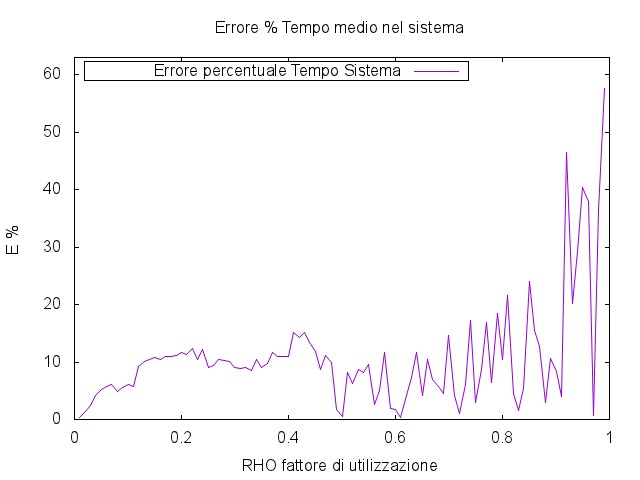 Errore % Tempo medio nel sistema
Errore percentuale Tempo Sistema
60
50
40
30
20
10
0
E %
0 0.2 0.4 0.6 0.8 1
RHO fattore di utilizzazione